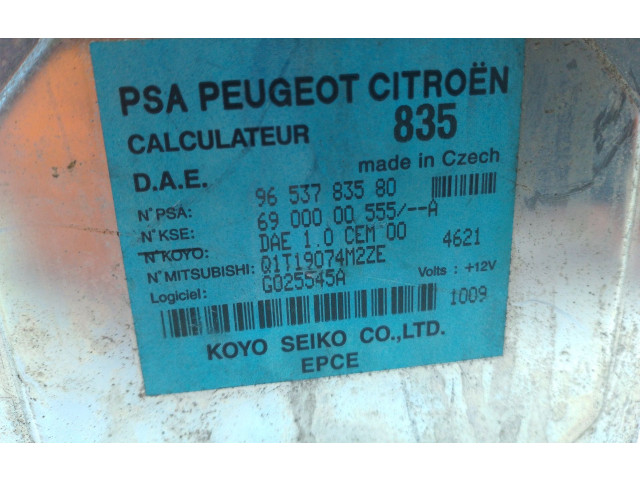 PSA PEUGEOT CITROËN
CALCULATEUR 835
D.A.E. made in Czech
N°PSA: 96 537 835 80
N°KSE: 69 000 00 555/--A
N°KOYO: DAE 1.0 CEM 00 4621
N°MITSUBISHI: Q1T19074M2ZE Volts : +12V
Logiciel: G025545A
1009
KOYO SEIKO CO.,LTD.
EPCE